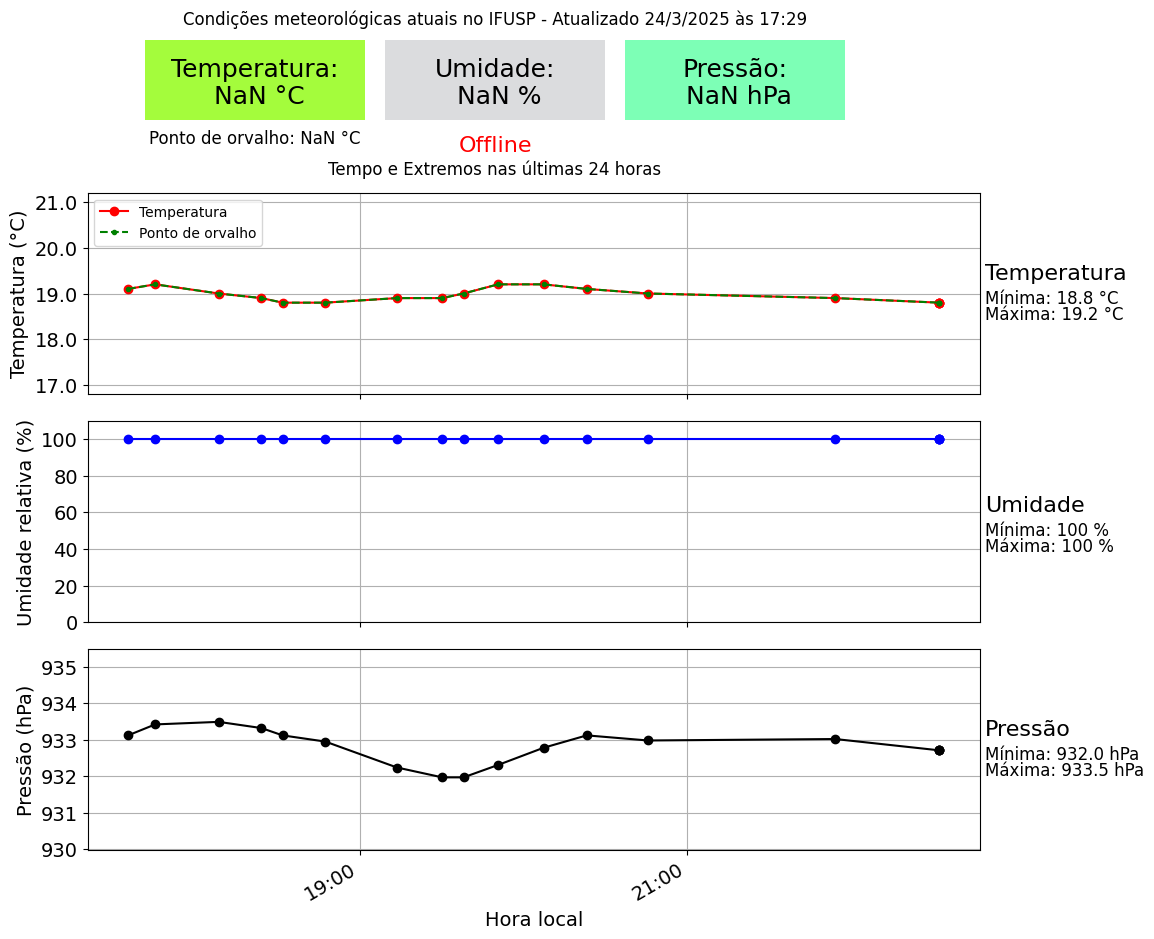 Condições meteorológicas atuais no IFUSP - Atualizado 24/3/2025 às 17:29
Temperatura:
NaN °C
Umidade:
NaN %
Pressão:
NaN hPa
Ponto de orvalho: NaN °C
Offline
Tempo e Extremos nas últimas 24 horas
Temperatura (°C)
21.0
20.0
19.0
18.0
17.0
Temperatura
Ponto de orvalho
Temperatura
Mínima: 18.8 °C
Máxima: 19.2 °C
Umidade relativa (%)
100
80
60
40
20
0
Umidade
Mínima: 100 %
Máxima: 100 %
Pressão (hPa)
935
934
933
932
931
930
Pressão
Mínima: 932.0 hPa
Máxima: 933.5 hPa
19:00
21:00
Hora local